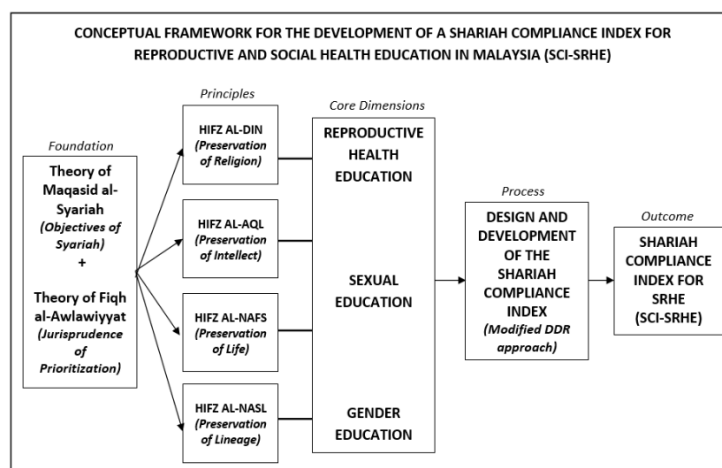 CONCEPTUAL FRAMEWORK FOR THE DEVELOPMENT OF A SHARIAH COMPLIANCE INDEX FOR
REPRODUCTIVE AND SOCIAL HEALTH EDUCATION IN MALAYSIA (SCI-SRHE)
Foundation
Theory of
Maqasid al-
Syariah
(Objectives of
Syariah)
+
Theory of Fiqh
al-Awlawiyyat
(Jurisprudence of
Prioritization)
Principles
HIFZ AL-DIN
(Preservation
of Religion)
HIFZ AL-AQL
(Preservation
of Intellect)
HIFZ AL-NAFS
(Preservation
of Life)
HIFZ AL-NASL
(Preservation
of Lineage)
Core Dimensions
REPRODUCTIVE
HEALTH
EDUCATION
SEXUAL
EDUCATION
GENDER
EDUCATION
Process
DESIGN AND
DEVELOPMENT
OF THE
SHARIAH
COMPLIANCE
INDEX
(Modified DDR
approach)
Outcome
SHARIAH
COMPLIANCE
INDEX FOR
SRHE
(SCI-SRHE)